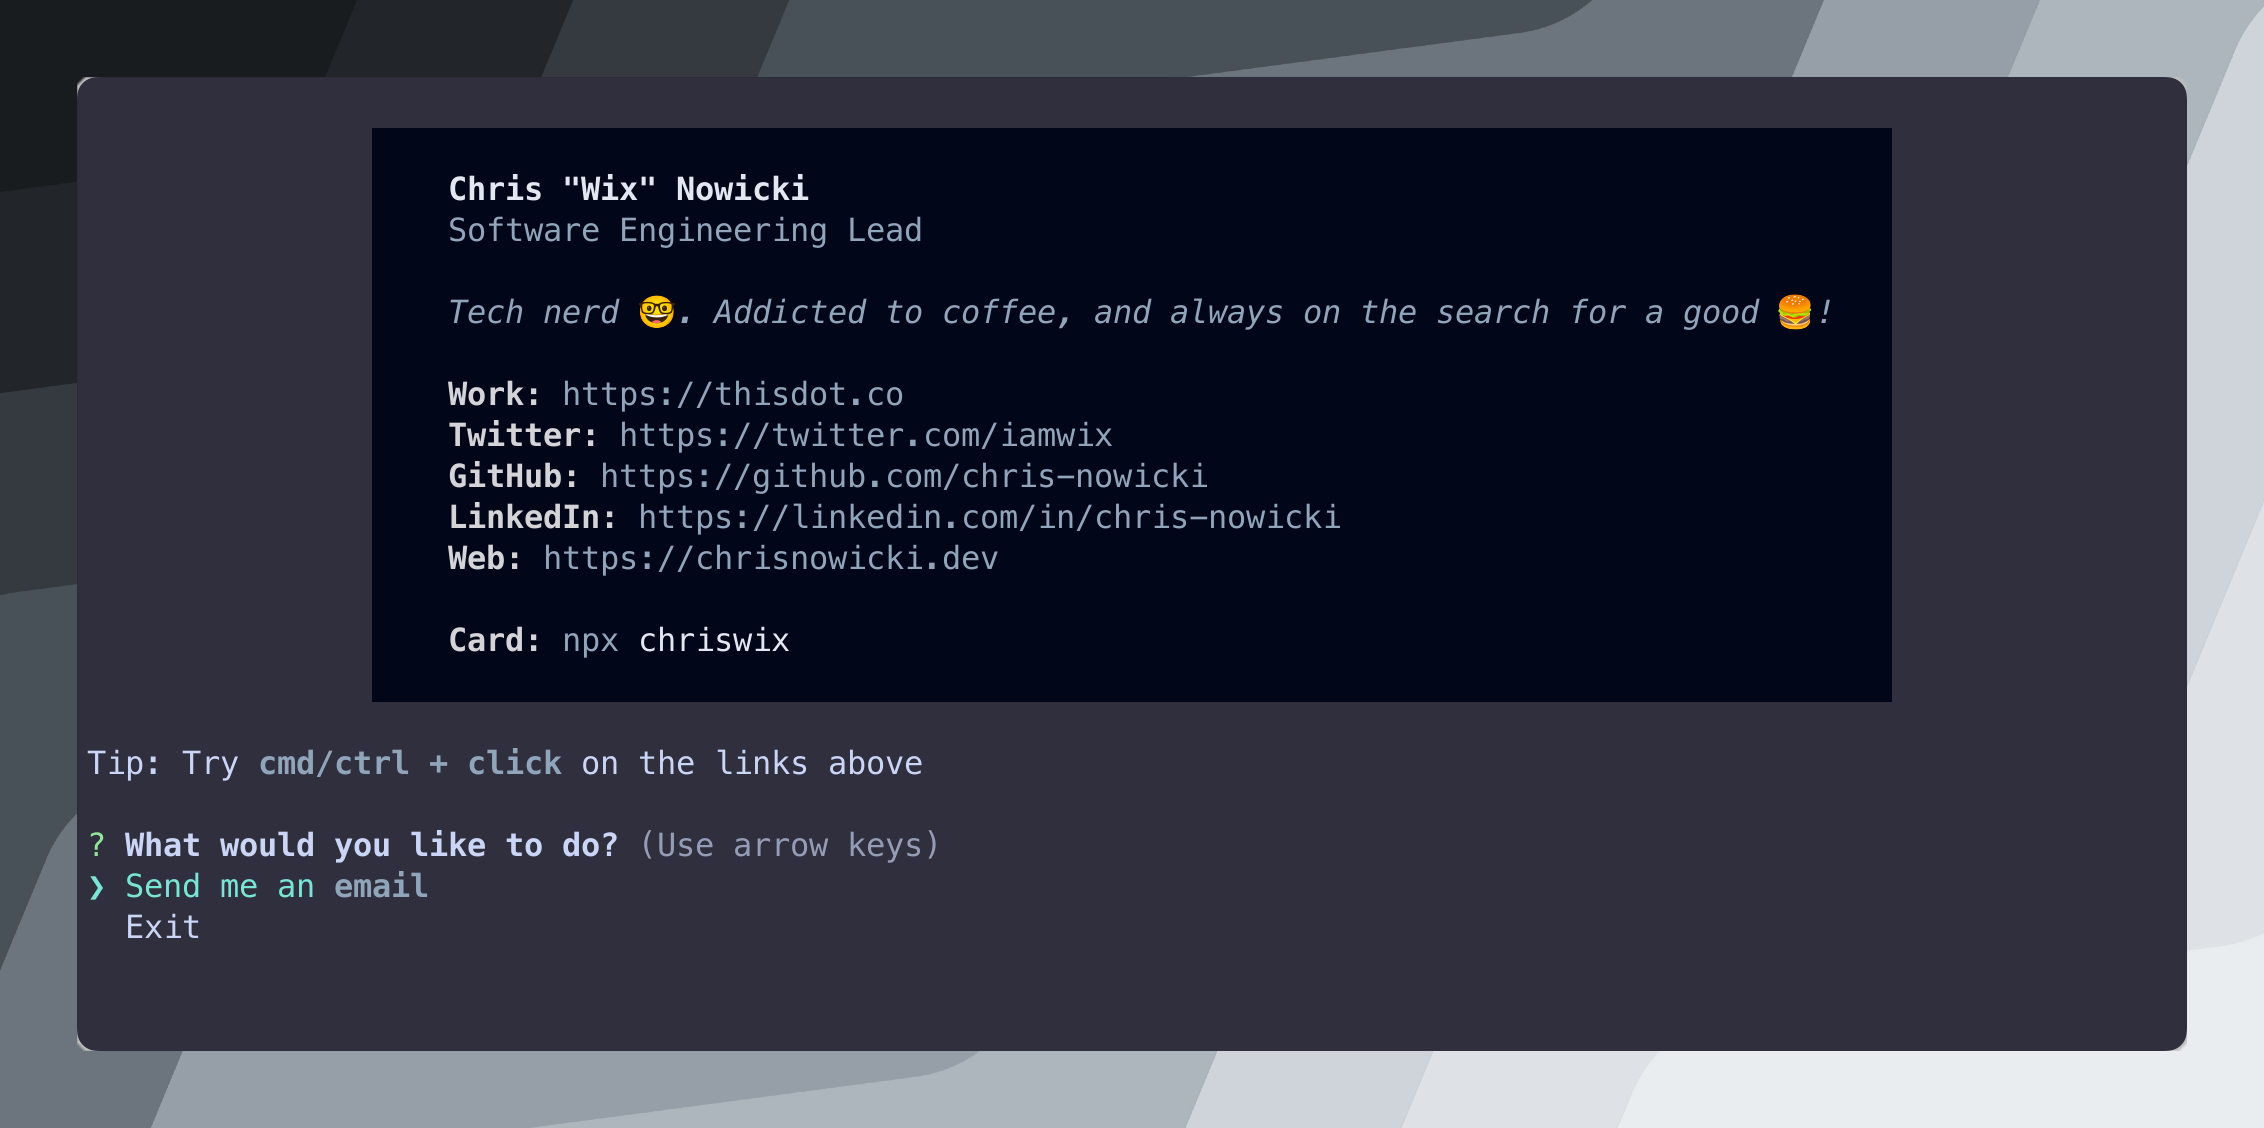 Chris "Wix" Nowicki
Software Engineering Lead
Tech nerd 🤓. Addicted to coffee, and always on the search for a good 🍔!
Work: https://thisdot.co
Twitter: https://twitter.com/iamwix
GitHub: https://github.com/chris-nowicki
LinkedIn: https://linkedin.com/in/chris-nowicki
Web: https://chrisnowicki.dev
Card: npx chriswix
Tip: Try cmd/ctrl + click on the links above
? What would you like to do? (Use arrow keys)
❯ Send me an email
Exit